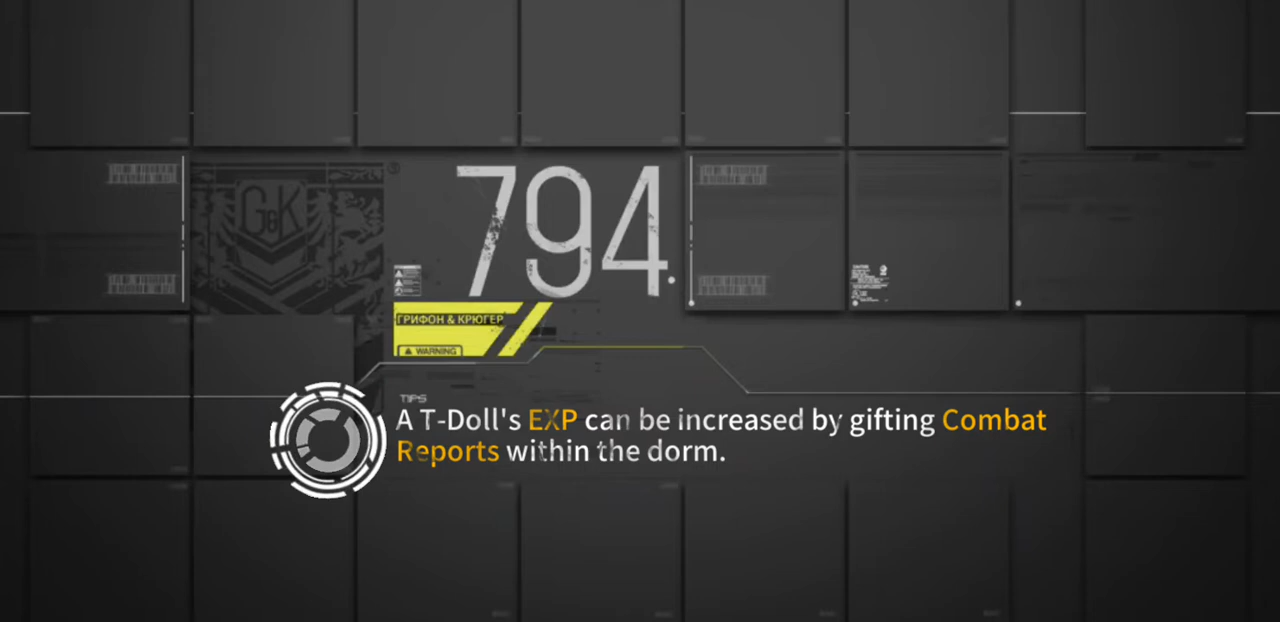 G&K
794.
ГРИФОН & КРЮГЕР
WARNING
TIPS
A T-Doll's EXP can be increased by gifting Combat
Reports within the dorm.